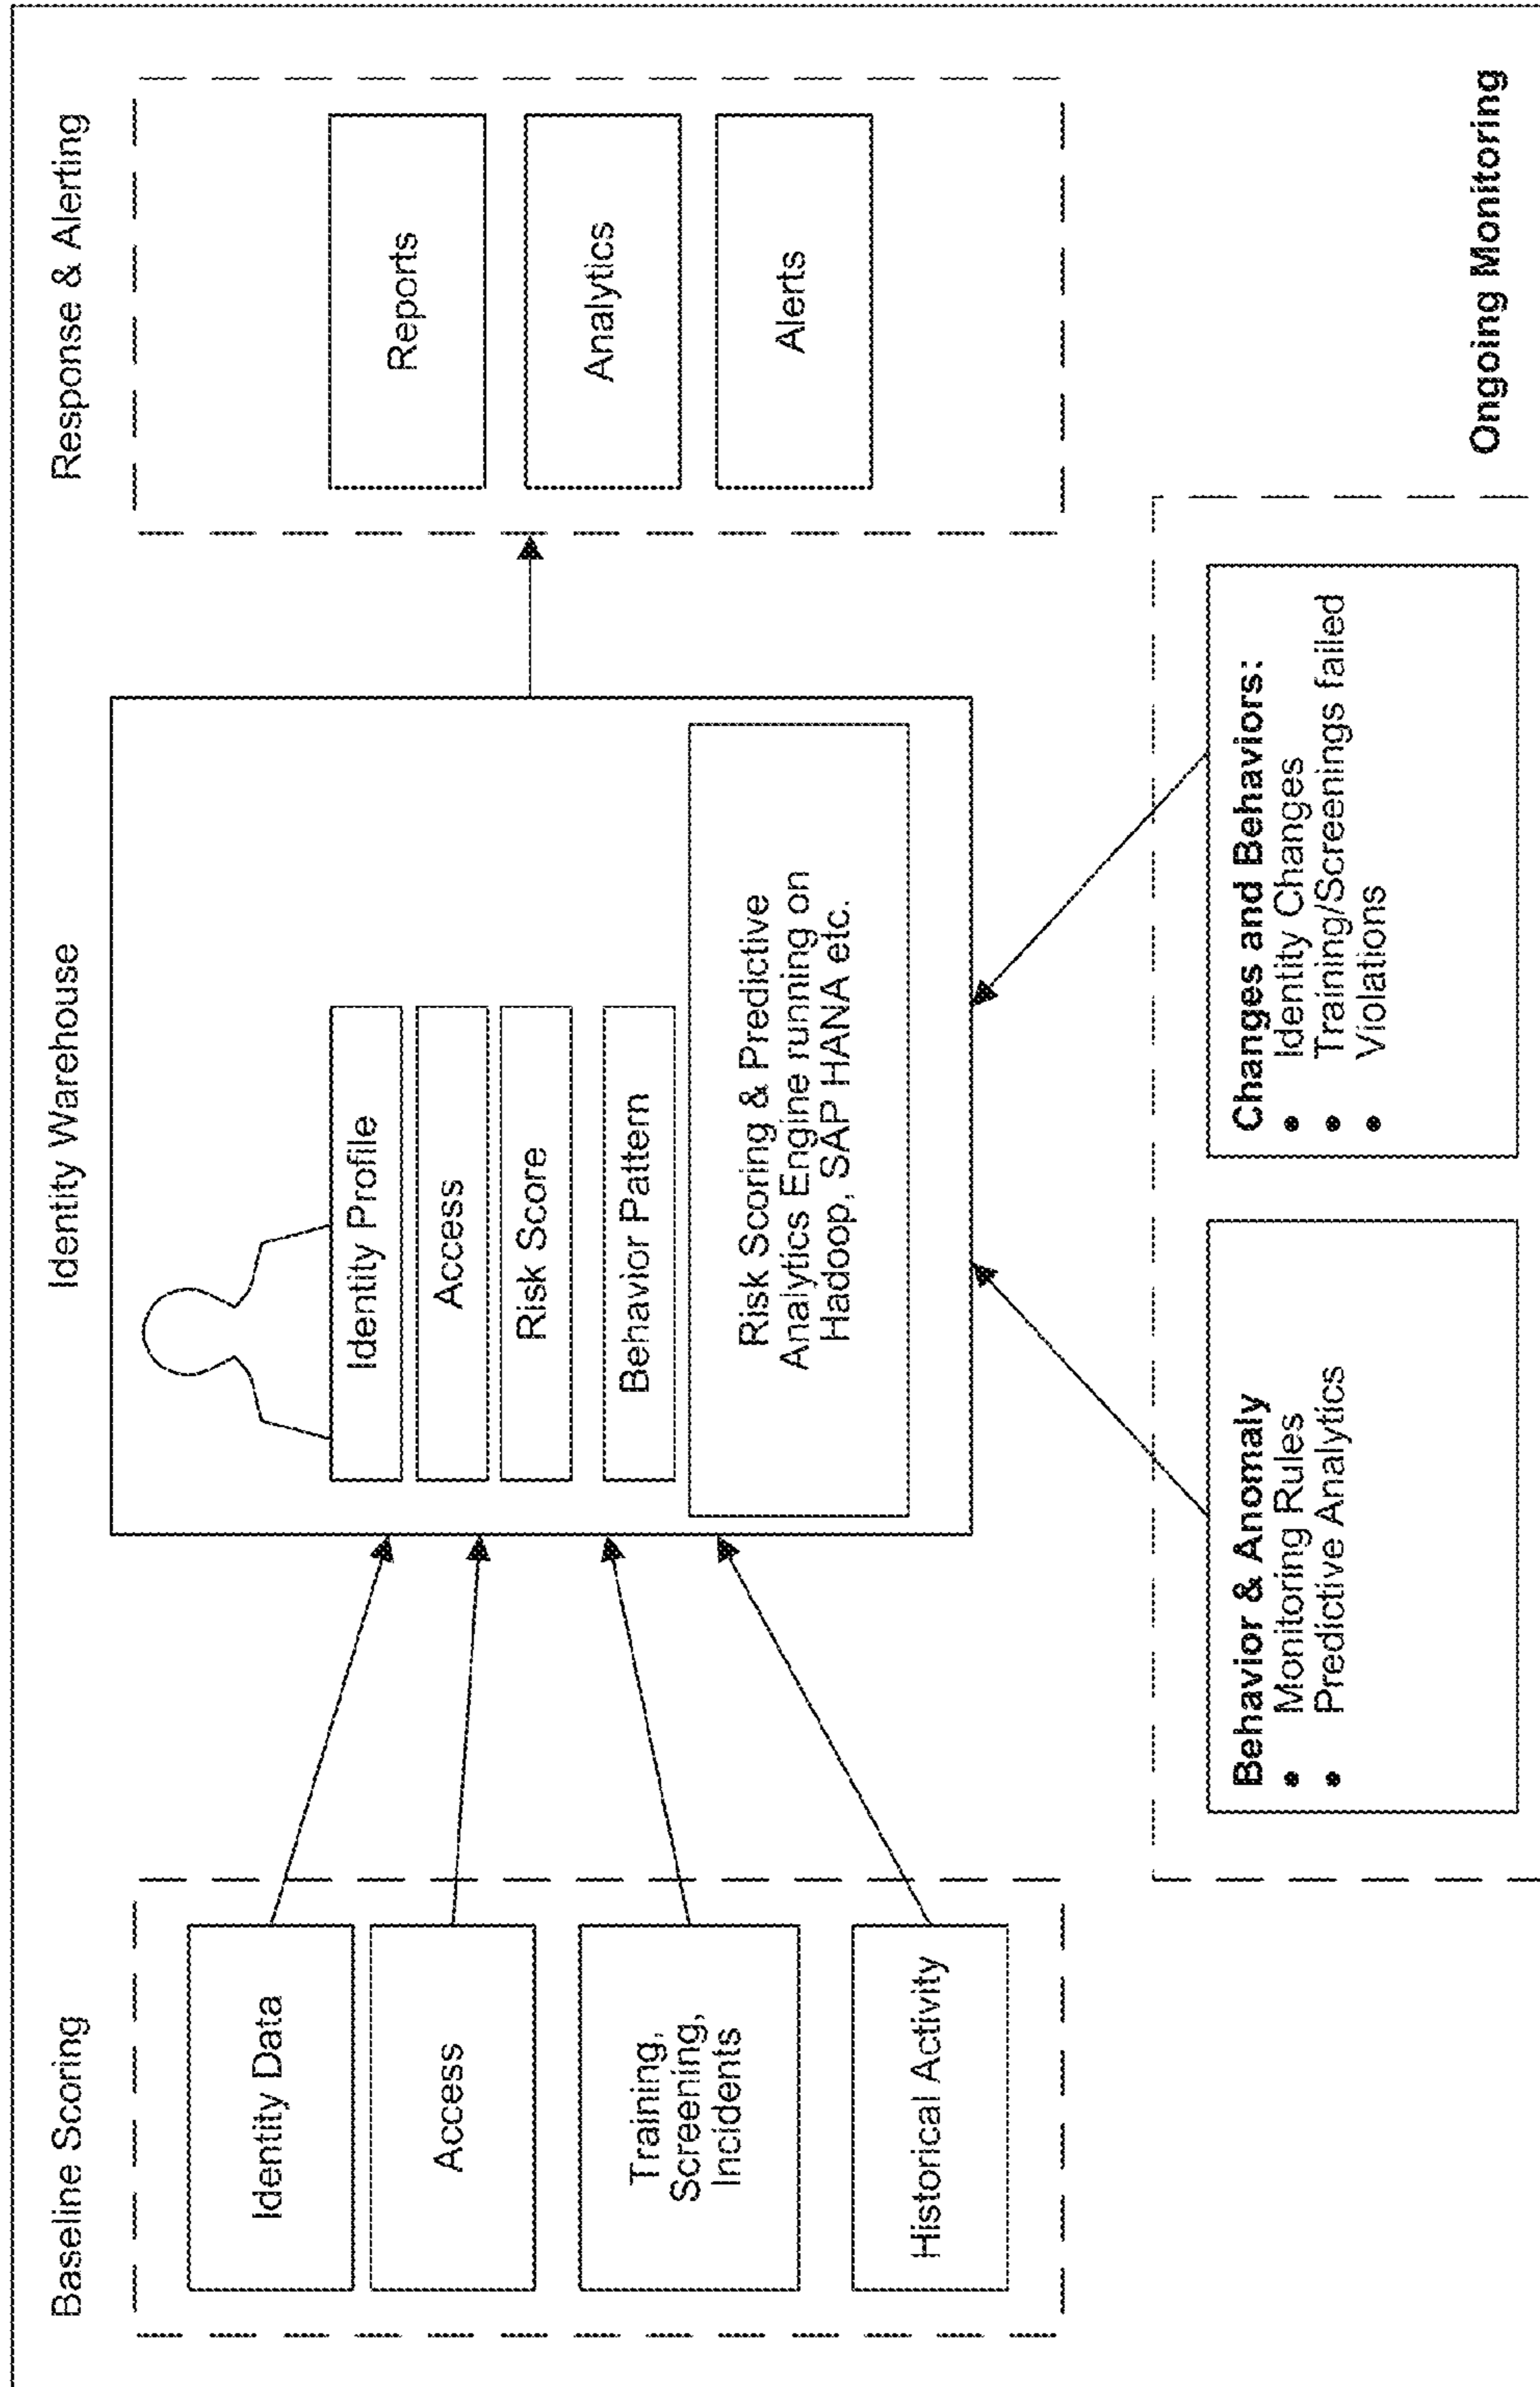 Baseline Scoring
Identity Data
Access
Training,
Screening,
Incidents
Historical Activity
Identity Warehouse
Identity Profile
Access
Risk Score
Behavior Pattern
Risk Scoring & Predictive
Analytics Engine running on
Hadoop, SAP HANA etc.
Response & Alerting
Reports
Analytics
Alerts
Behavior & Anomaly
• Monitoring Rules
• Predictive Analytics
Changes and Behaviors:
• Identity Changes
• Training/Screenings failed
• Violations
Ongoing Monitoring